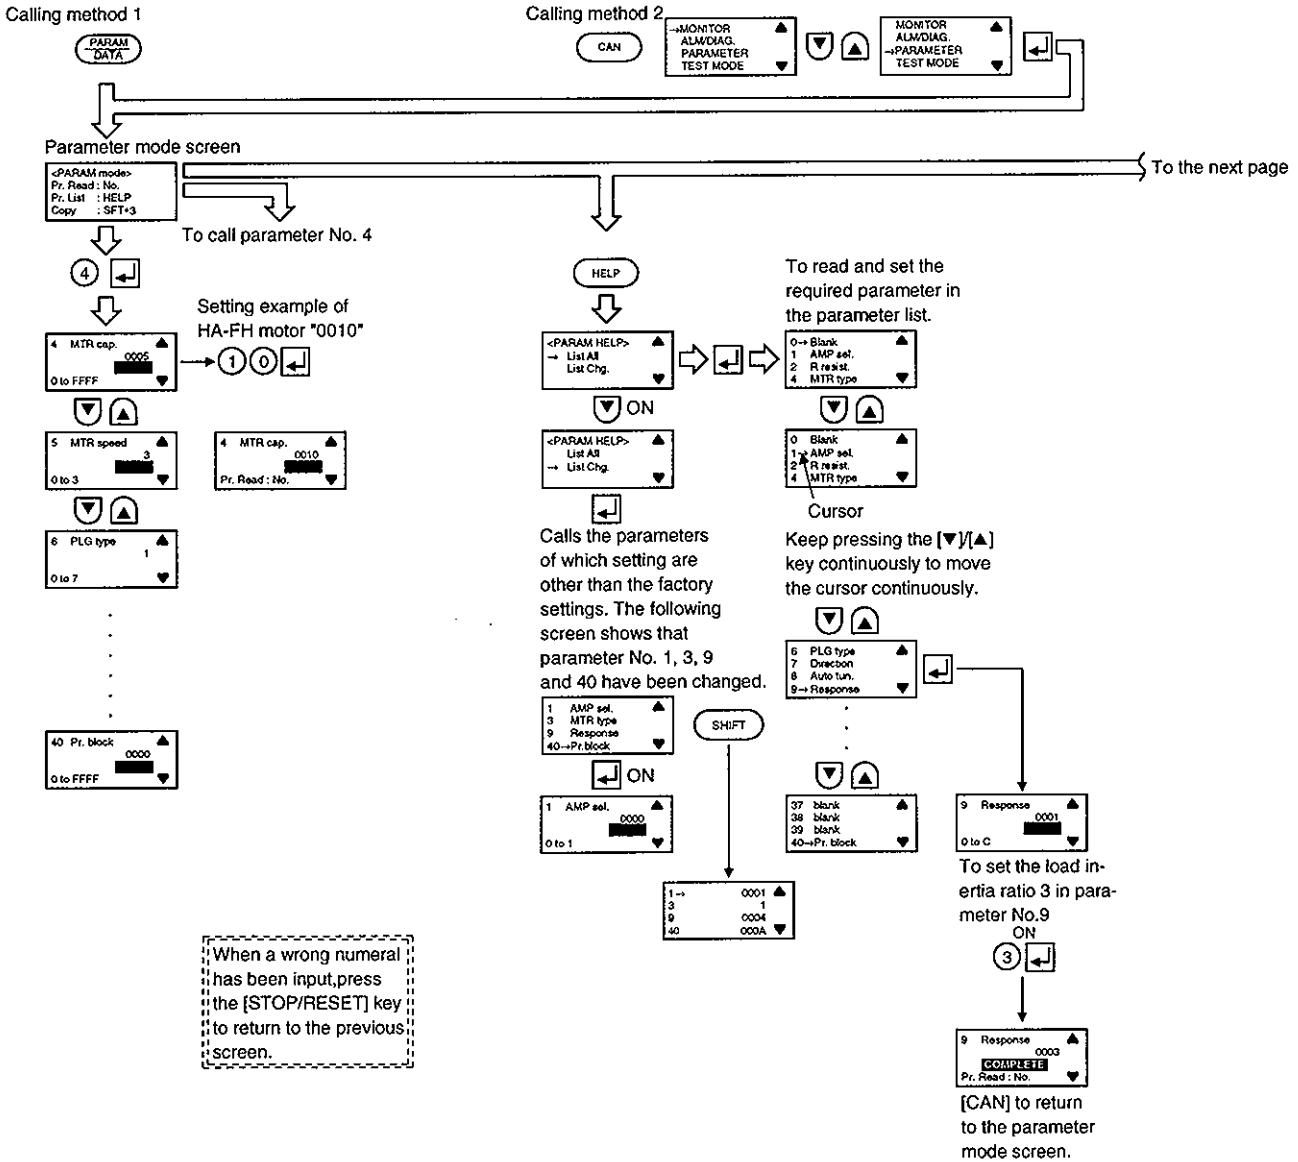 Calling method 1
PARAM
DATA
Calling method 2
CAN
→MONITOR
ALM/DIAG.
PARAMETER
TEST MODE
MONITOR
ALM/DIAG.
→PARAMETER
TEST MODE
Parameter mode screen
<PARAM mode>
Pr. Read : No.
Pr. List : HELP
Copy : SFT+3
To the next page
To call parameter No. 4
4
Setting example of
HA-FH motor "0010"
4 MTR cap.
0005
0 to FFFF
1 0
5 MTR speed
3
0 to 3
4 MTR cap.
0010
Pr. Read : No.
6 PLG type
1
0 to 7
40 Pr. block
0000
0 to FFFF
When a wrong numeral
has been input,press
the [STOP/RESET] key
to return to the previous
screen.
HELP
<PARAM HELP>
→ List All
List Chg.
▼ ON
<PARAM HELP>
List All
→ List Chg.
Calls the parameters
of which setting are
other than the factory
settings. The following
screen shows that
parameter No. 1, 3, 9
and 40 have been changed.
1 AMP sel.
3 MTR type
9 Response
40→Pr.block
ON
1 AMP sel.
0000
0 to 1
SHIFT
1→ 0001
3 1
9 0004
40 000A
To read and set the
required parameter in
the parameter list.
0→ Blank
1 AMP sel.
2 R resist.
4 MTR type
0 Blank
1→ AMP sel.
2 R resist.
4 MTR type
Cursor
Keep pressing the [▼]/[▲]
key continuously to move
the cursor continuously.
6 PLG type
7 Direction
8 Auto tun.
9→ Response
37 blank
38 blank
39 blank
40→Pr. block
9 Response
0001
0 to C
To set the load in-
ertia ratio 3 in para-
meter No.9
ON
3
9 Response
0003
COMPLETE
Pr. Read : No.
[CAN] to return
to the parameter
mode screen.